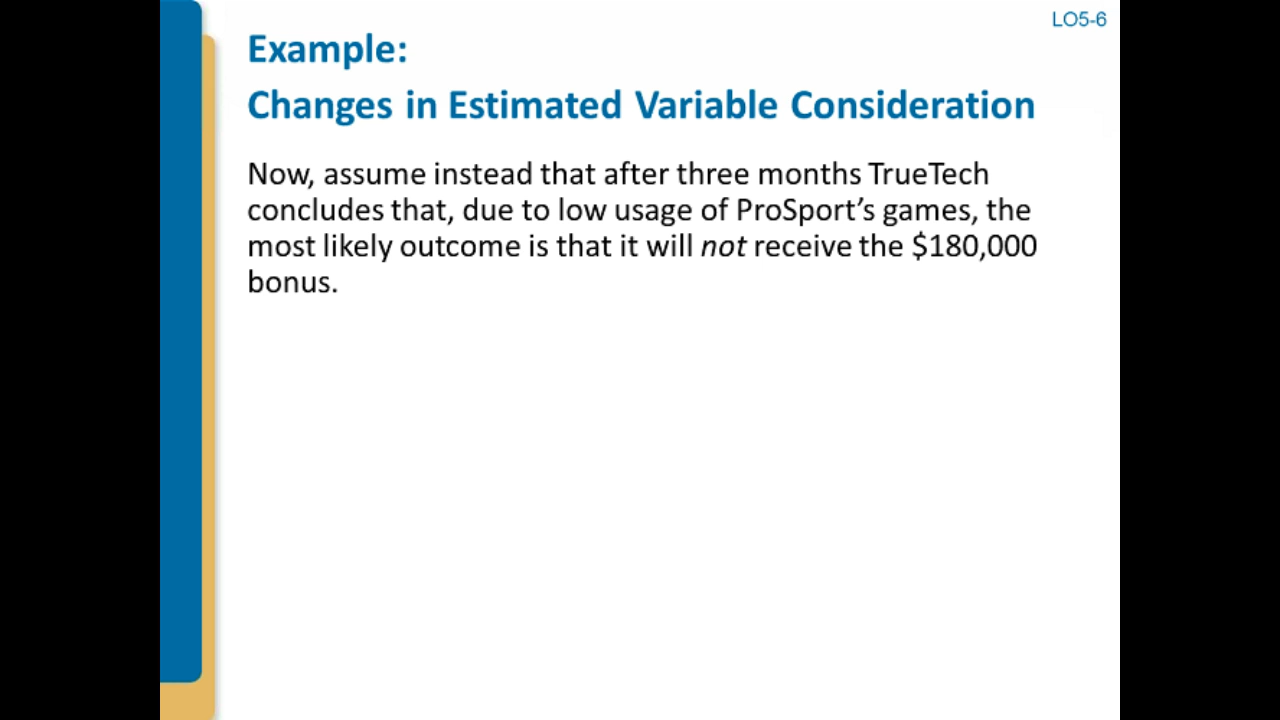 LO5-6
Example:
Changes in Estimated Variable Consideration
Now, assume instead that after three months TrueTech
concludes that, due to low usage of ProSport’s games, the
most likely outcome is that it will not receive the $180,000
bonus.